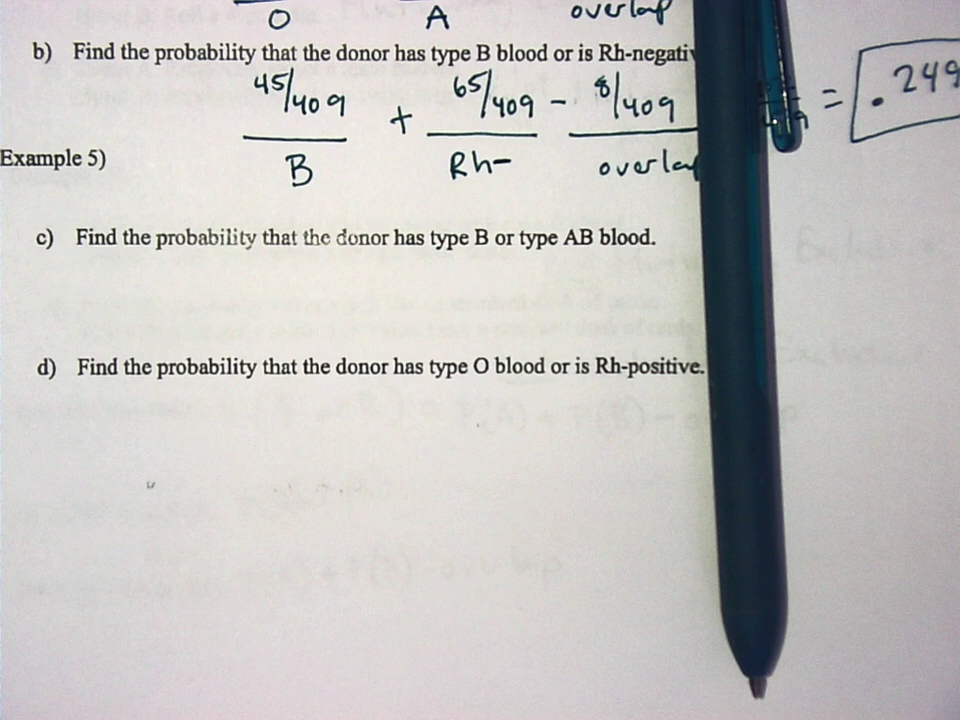 O A overlap
b) Find the probability that the donor has type B blood or is
45/409 + 65/409 - 8/409 = .249
B Rh- overlap
Example 5)
c) Find the probability that the donor has type B or type AB blood.
d) Find the probability that the donor has type O blood or is Rh-positive.